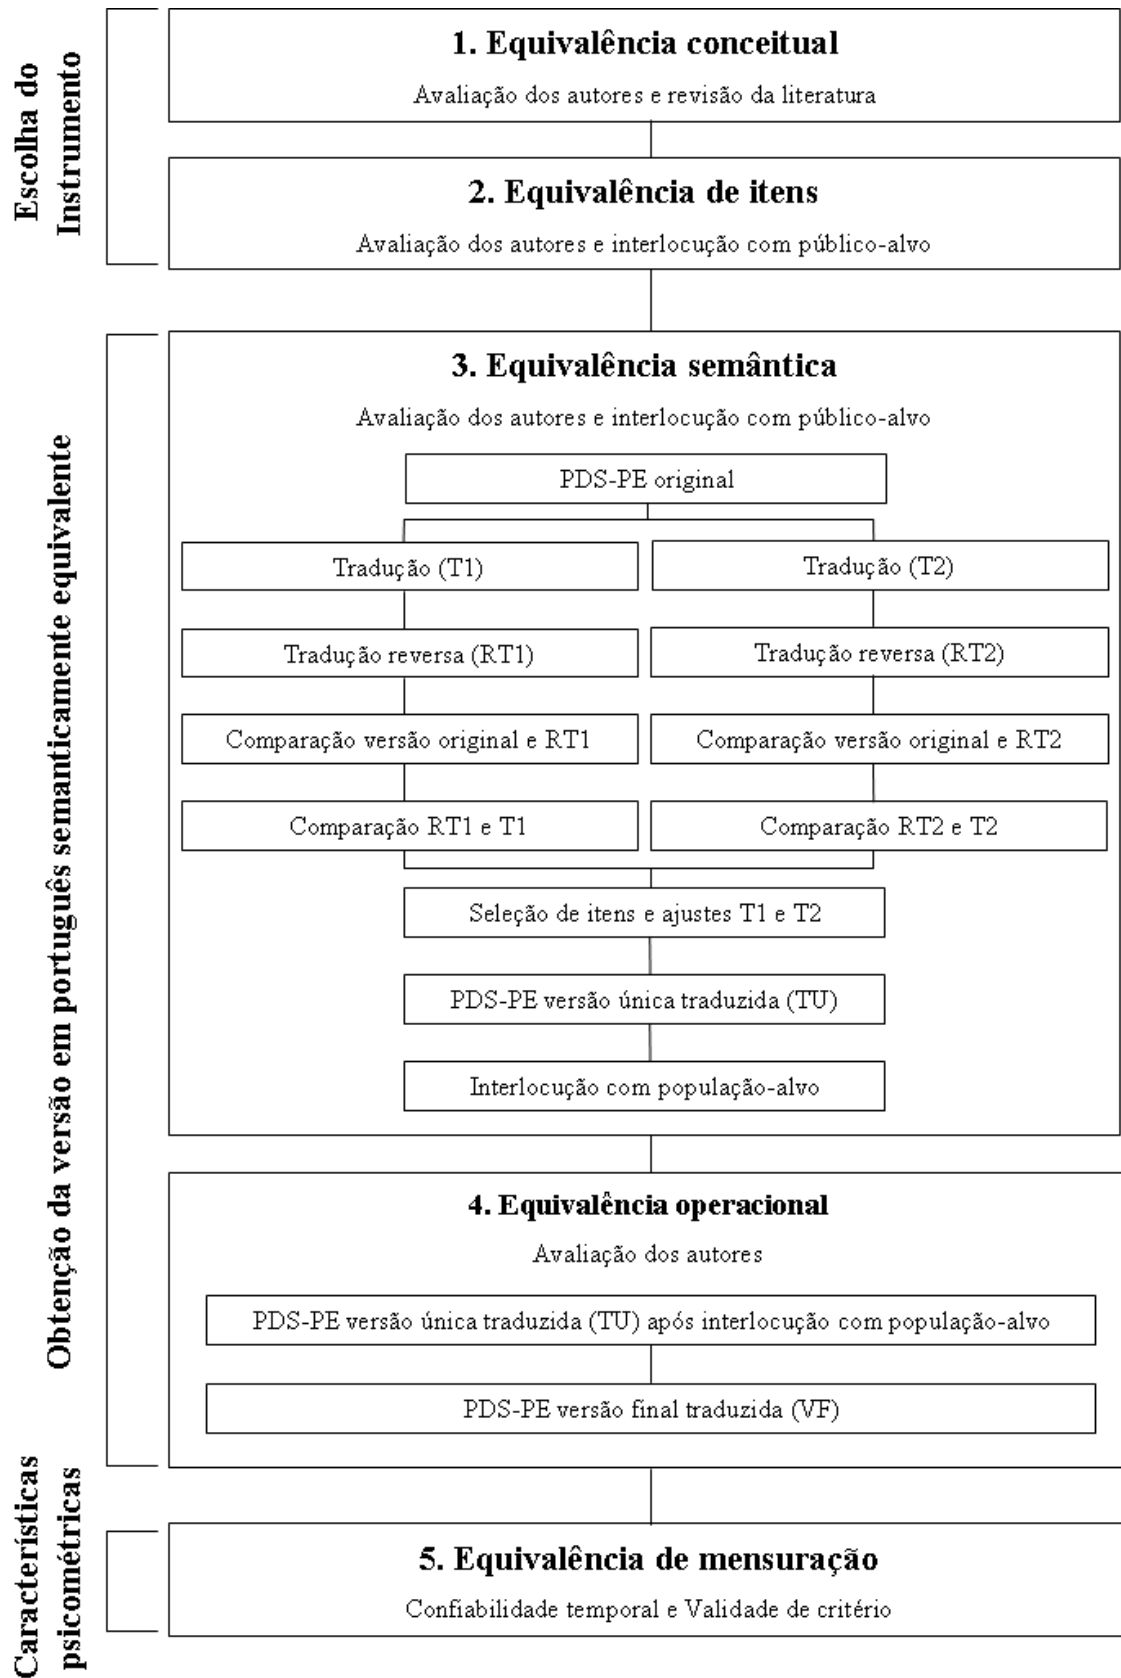 Escolha do
Instrumento
1. Equivalência conceitual
Avaliação dos autores e revisão da literatura
2. Equivalência de itens
Avaliação dos autores e interlocução com público-alvo
Obtenção da versão em português semanticamente equivalente
3. Equivalência semântica
Avaliação dos autores e interlocução com público-alvo
PDS-PE original
Tradução (T1)
Tradução (T2)
Tradução reversa (RT1)
Tradução reversa (RT2)
Comparação versão original e RT1
Comparação versão original e RT2
Comparação RT1 e T1
Comparação RT2 e T2
Seleção de itens e ajustes T1 e T2
PDS-PE versão única traduzida (TU)
Interlocução com população-alvo
4. Equivalência operacional
Avaliação dos autores
PDS-PE versão única traduzida (TU) após interlocução com população-alvo
PDS-PE versão final traduzida (VF)
Características
psicométricas
5. Equivalência de mensuração
Confiabilidade temporal e Validade de critério